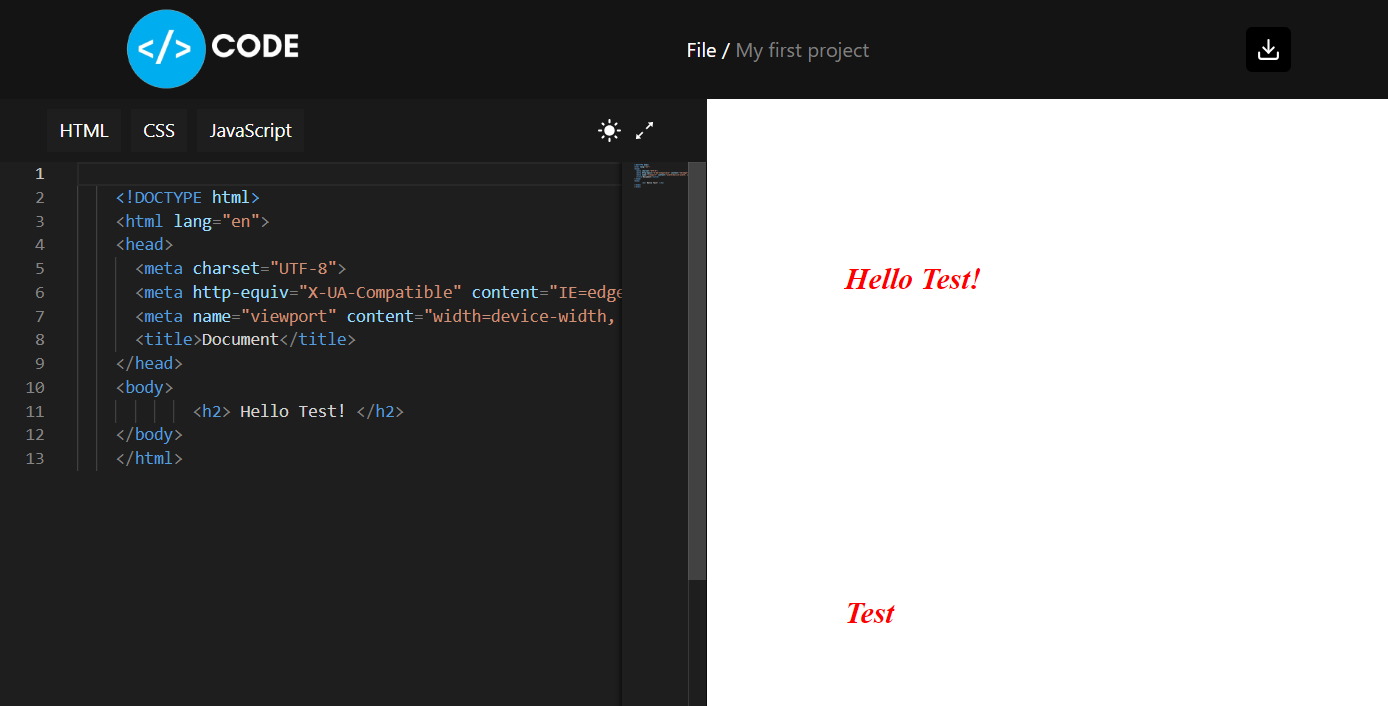 </> CODE
File / My first project
HTML CSS JavaScript
1
2 <!DOCTYPE html>
3 <html lang="en">
4 <head>
5 <meta charset="UTF-8">
6 <meta http-equiv="X-UA-Compatible" content="IE=edge
7 <meta name="viewport" content="width=device-width,
8 <title>Document</title>
9 </head>
10 <body>
11 <h2> Hello Test! </h2>
12 </body>
13 </html>
Hello Test!
Test